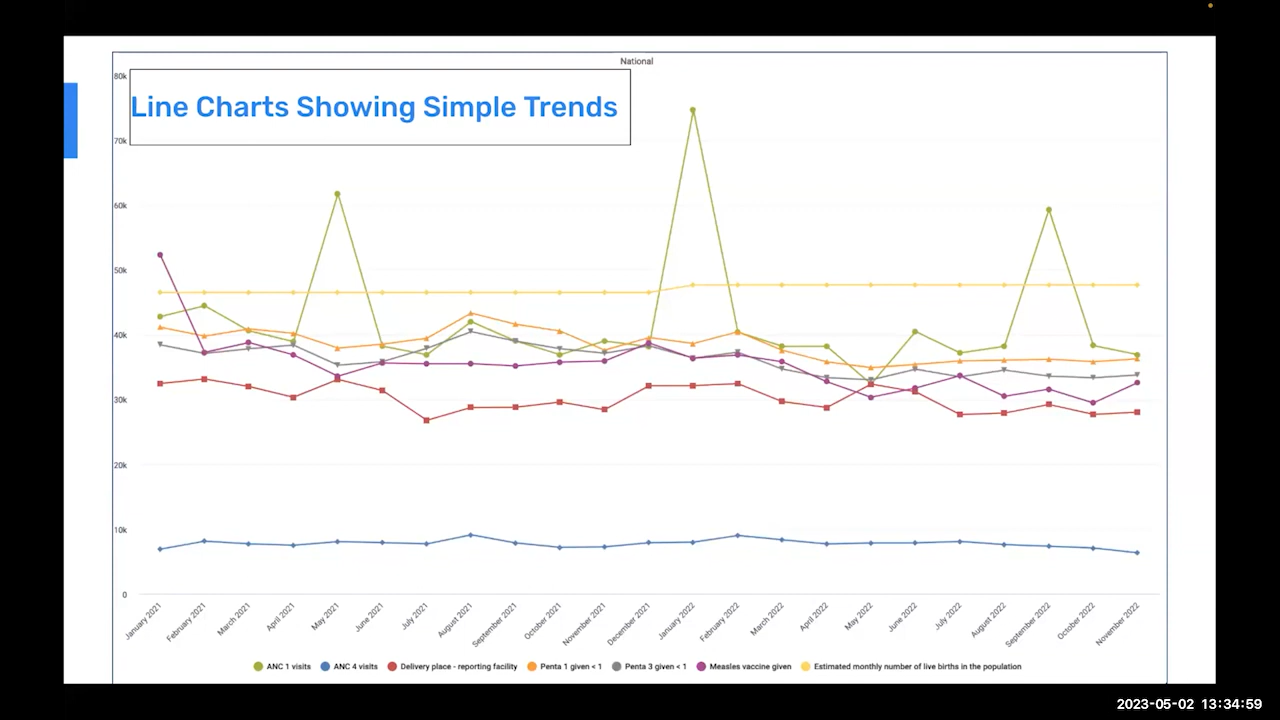 National
Line Charts Showing Simple Trends
80k
70k
60k
50k
40k
30k
20k
10k
0
January 2021
February 2021
March 2021
April 2021
May 2021
June 2021
July 2021
August 2021
September 2021
October 2021
November 2021
December 2021
January 2022
February 2022
March 2022
April 2022
May 2022
June 2022
July 2022
August 2022
September 2022
October 2022
November 2022
ANC 1 visits ANC 4 visits Delivery place - reporting facility Penta 1 given < 1 Penta 3 given < 1 Measles vaccine given Estimated monthly number of live births in the population
2023-05-02 13:34:59